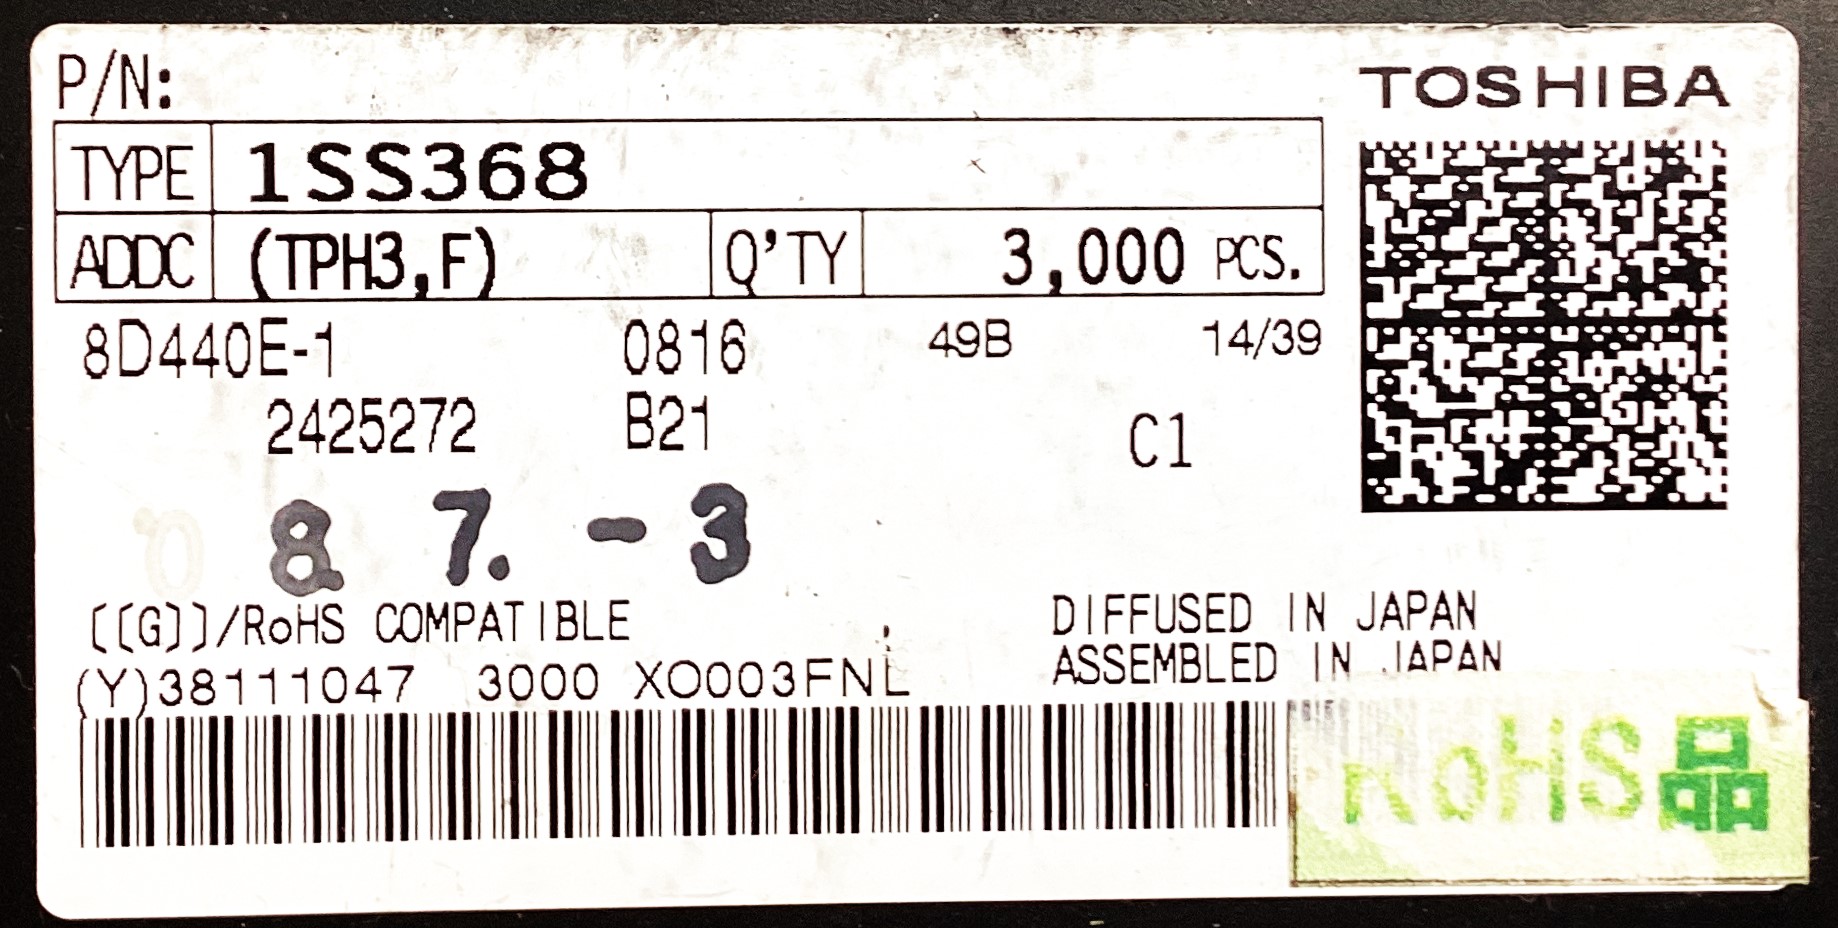 P/N:
TOSHIBA
TYPE 1SS368
ADDC (TPH3,F) Q'TY 3,000 PCS.
8D440E-1 0816 49B 14/39
2425272 B21 C1
8 7. - 3
[[G]]/RoHS COMPATIBLE
DIFFUSED IN JAPAN
ASSEMBLED IN JAPAN
(Y)38111047 3000 XO003FNL
RoHS 品